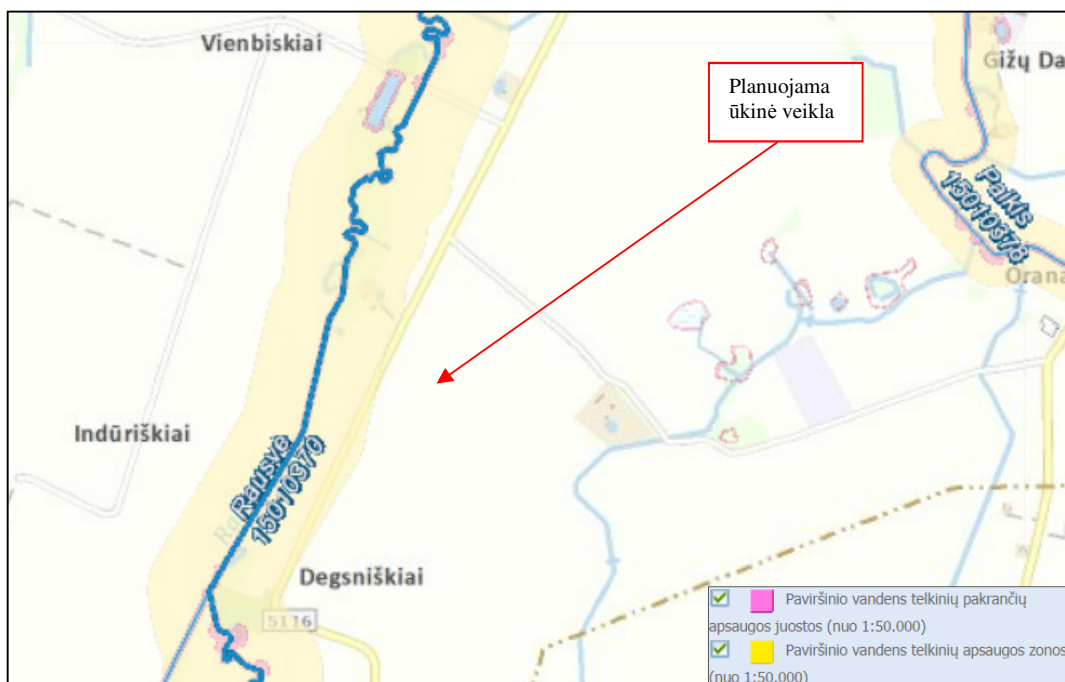 Vienbiskiai
Gižų Da
Planuojama
ūkinė veikla
Palkis
15010378
Orana
Indūriškiai
Rausvė
15010370
Degsniškiai
5116
Paviršinio vandens telkinių pakrančių
apsaugos juostos (nuo 1:50.000)
Paviršinio vandens telkinių apsaugos zonos
(nuo 1:50.000)